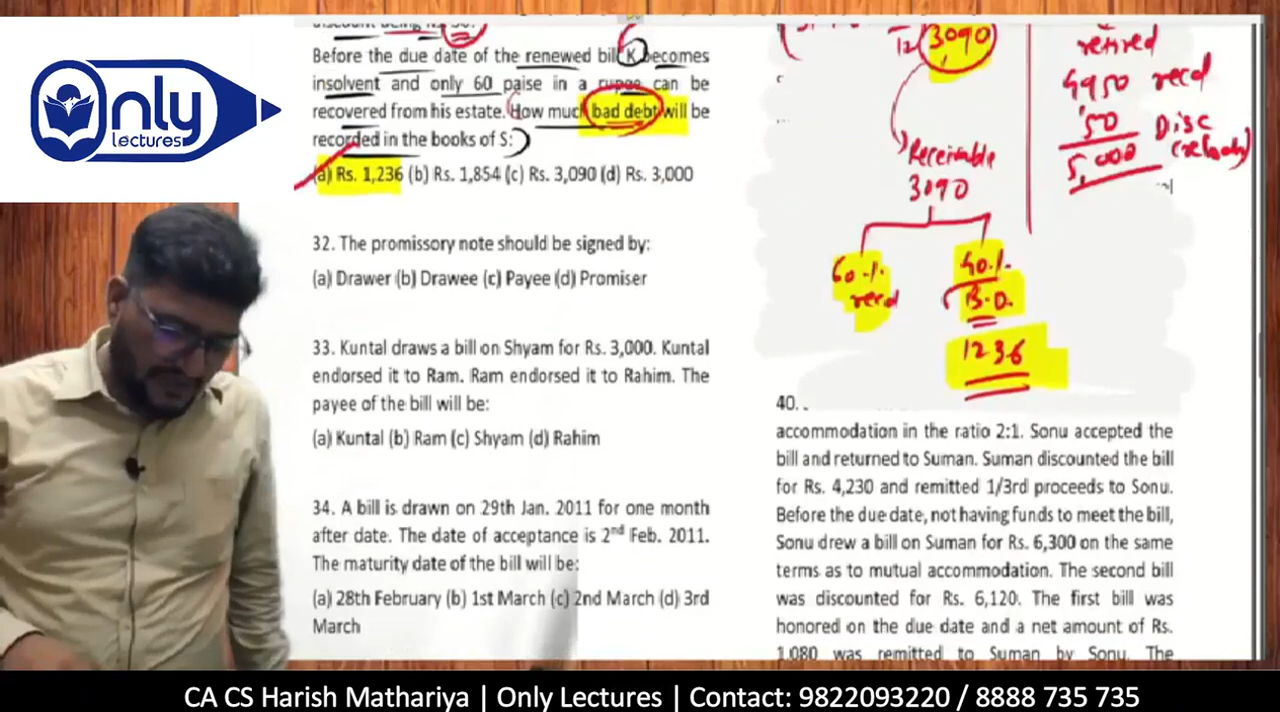 Only
Lectures
discount being Rs. 30.
Before the due date of the renewed bill K becomes
insolvent and only 60 paise in a rupee can be
recovered from his estate. How much bad debt will be
recorded in the books of S:
(a) Rs. 1,236 (b) Rs. 1,854 (c) Rs. 3,090 (d) Rs. 3,000
32. The promissory note should be signed by:
(a) Drawer (b) Drawee (c) Payee (d) Promiser
33. Kuntal draws a bill on Shyam for Rs. 3,000. Kuntal
endorsed it to Ram. Ram endorsed it to Rahim. The
payee of the bill will be:
(a) Kuntal (b) Ram (c) Shyam (d) Rahim
34. A bill is drawn on 29th Jan. 2011 for one month
after date. The date of acceptance is 2nd Feb. 2011.
The maturity date of the bill will be:
(a) 28th February (b) 1st March (c) 2nd March (d) 3rd
March
12 3090
Receivable
3090
60%
recd
40%
B.D.
1236
retired
4950 recd
50 Disc
5,000 (rebate)
40.
accommodation in the ratio 2:1. Sonu accepted the
bill and returned to Suman. Suman discounted the bill
for Rs. 4,230 and remitted 1/3rd proceeds to Sonu.
Before the due date, not having funds to meet the bill,
Sonu drew a bill on Suman for Rs. 6,300 on the same
terms as to mutual accommodation. The second bill
was discounted for Rs. 6,120. The first bill was
honored on the due date and a net amount of Rs.
1,080 was remitted to Suman by Sonu. The
CA CS Harish Mathariya | Only Lectures | Contact: 9822093220 / 8888 735 735